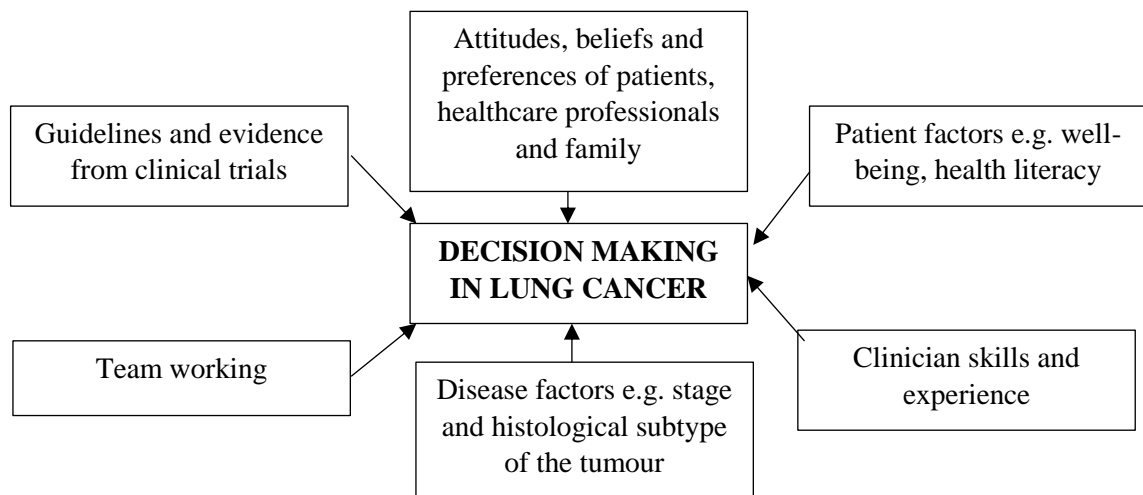 Attitudes, beliefs and
preferences of patients,
healthcare professionals
and family
Guidelines and evidence
from clinical trials
Patient factors e.g. well-
being, health literacy
DECISION MAKING
IN LUNG CANCER
Team working
Disease factors e.g. stage
and histological subtype
of the tumour
Clinician skills and
experience